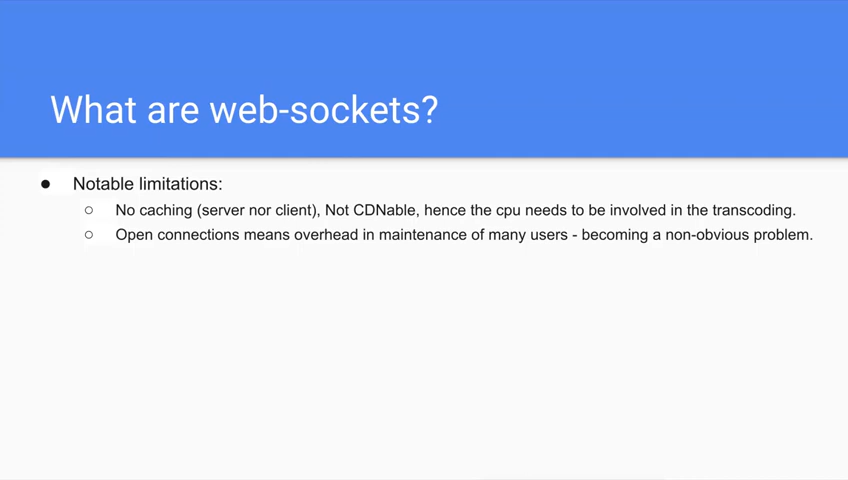 What are web-sockets?
● Notable limitations:
○ No caching (server nor client), Not CDNable, hence the cpu needs to be involved in the transcoding.
○ Open connections means overhead in maintenance of many users - becoming a non-obvious problem.